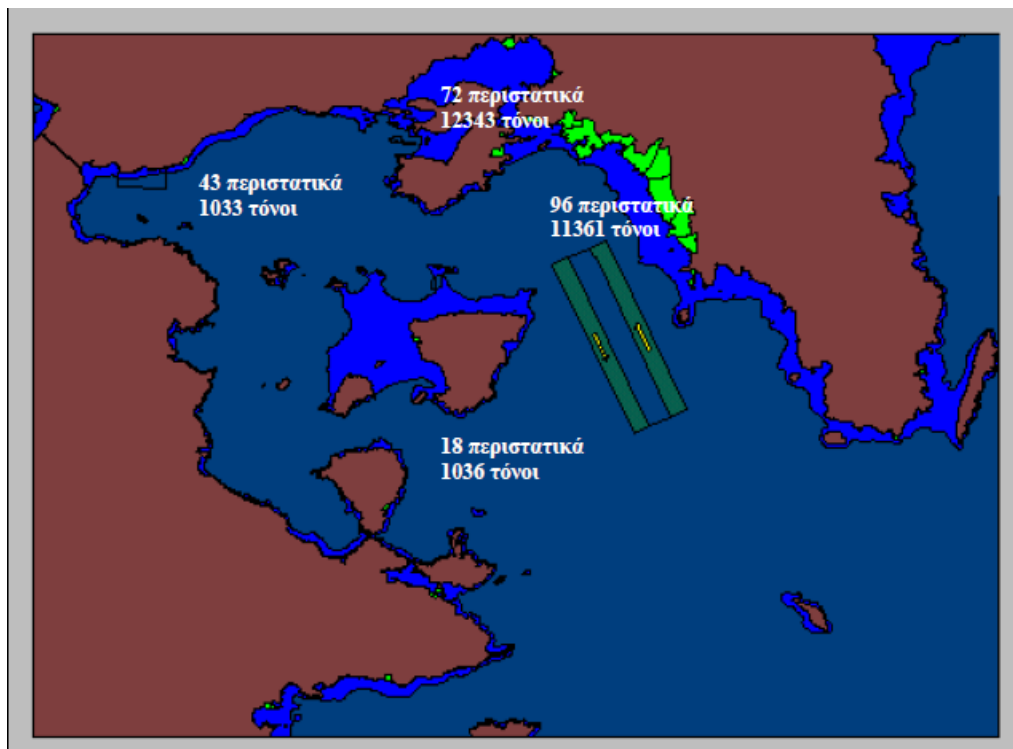 72 περιστατικά
12343 τόνοι
43 περιστατικά
1033 τόνοι
96 περιστατικά
11361 τόνοι
18 περιστατικά
1036 τόνοι